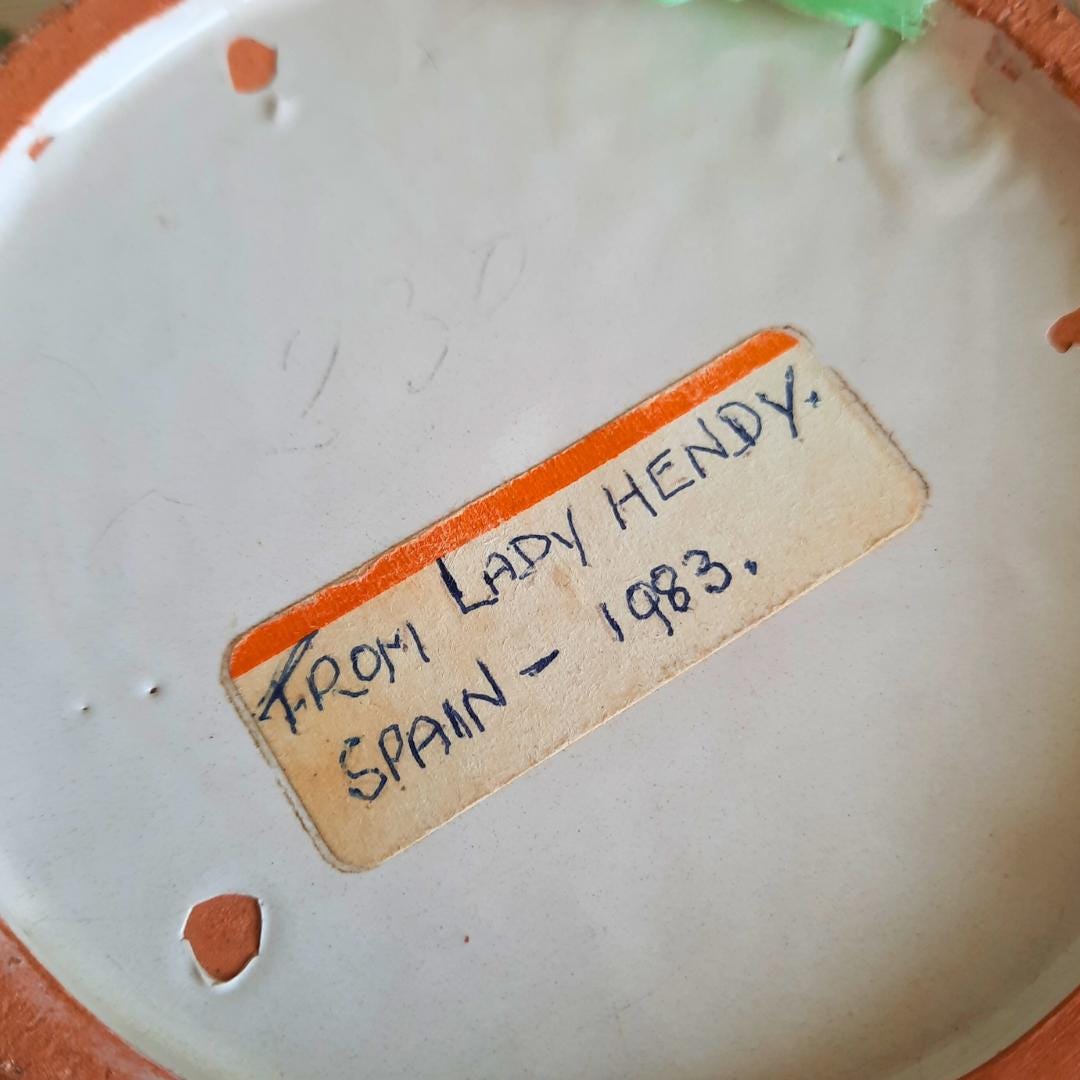 FROM LADY HENDY.
SPAIN - 1983.